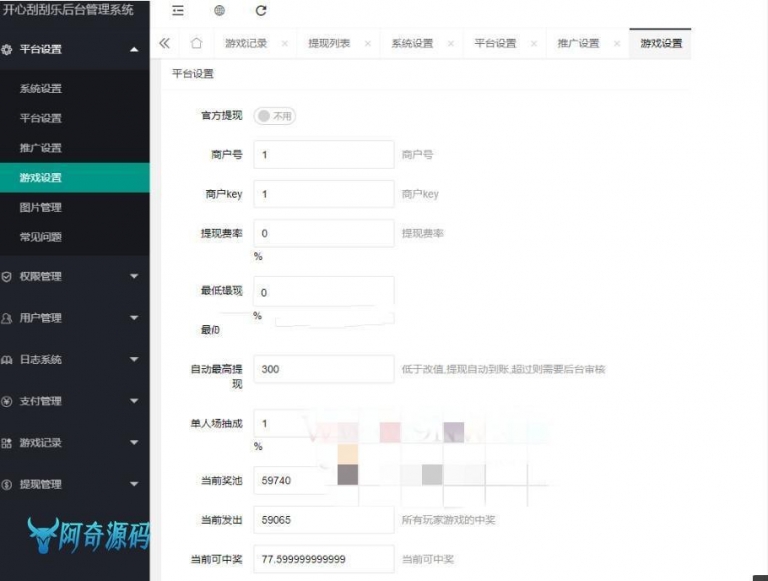 开心刮刮乐后台管理系统
游戏记录 × 提现列表 × 系统设置 × 平台设置 × 推广设置 × 游戏设置
平台设置
系统设置
平台设置
推广设置
游戏设置
图片管理
常见问题
权限管理
用户管理
日志系统
支付管理
游戏记录
提现管理
阿奇源码
平台设置
官方提现 不用
商户号 1 商户号
商户key 1 商户key
提现费率 0 提现费率
%
最低提现 0
%
自动最高提 300 低于改值,提现自动到账,超过则需要后台审核
现
单人场抽成 1
%
当前奖池 59740
当前发出 59065 所有玩家游戏的中奖
当前可中奖 77.599999999999 当前可中奖